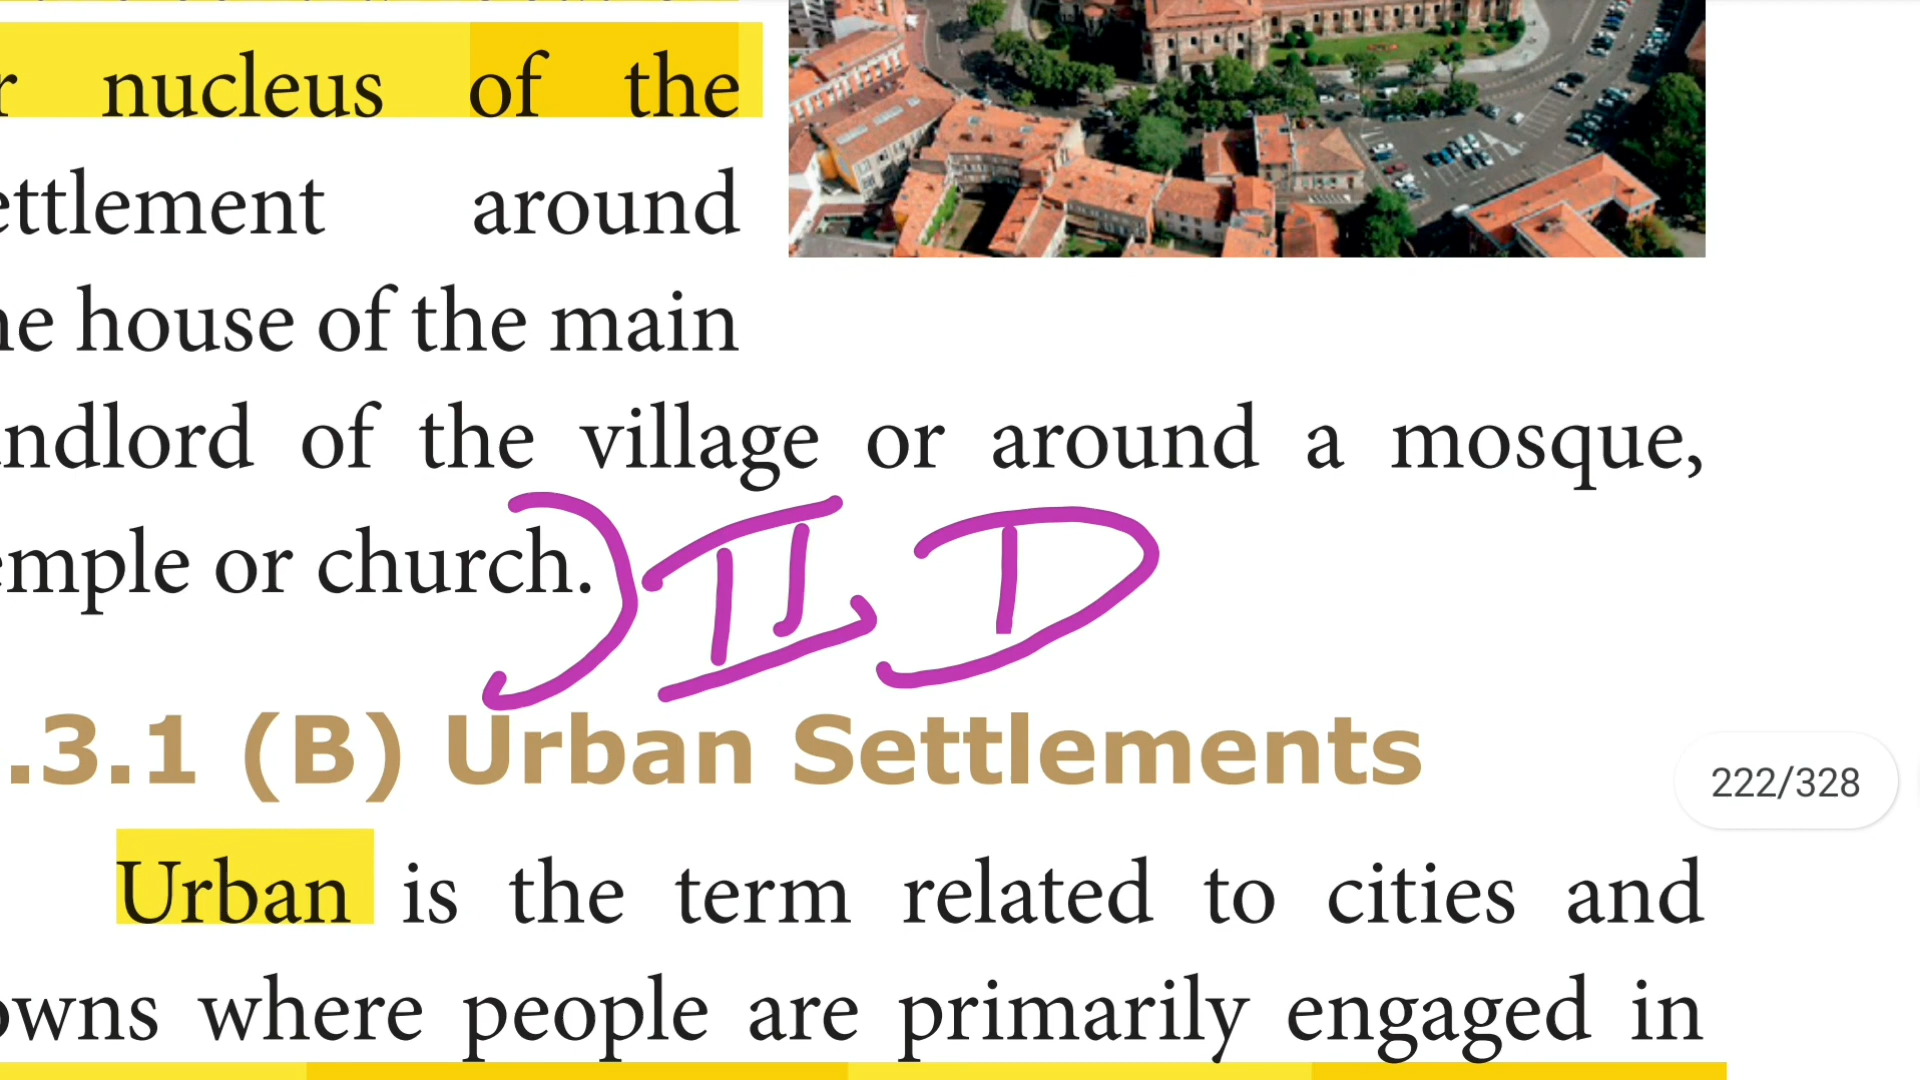 nucleus of the
ettlement around
he house of the main
ndlord of the village or around a mosque,
emple or church. ) II, D
.3.1 (B) Urban Settlements
222/328
Urban is the term related to cities and
owns where people are primarily engaged in